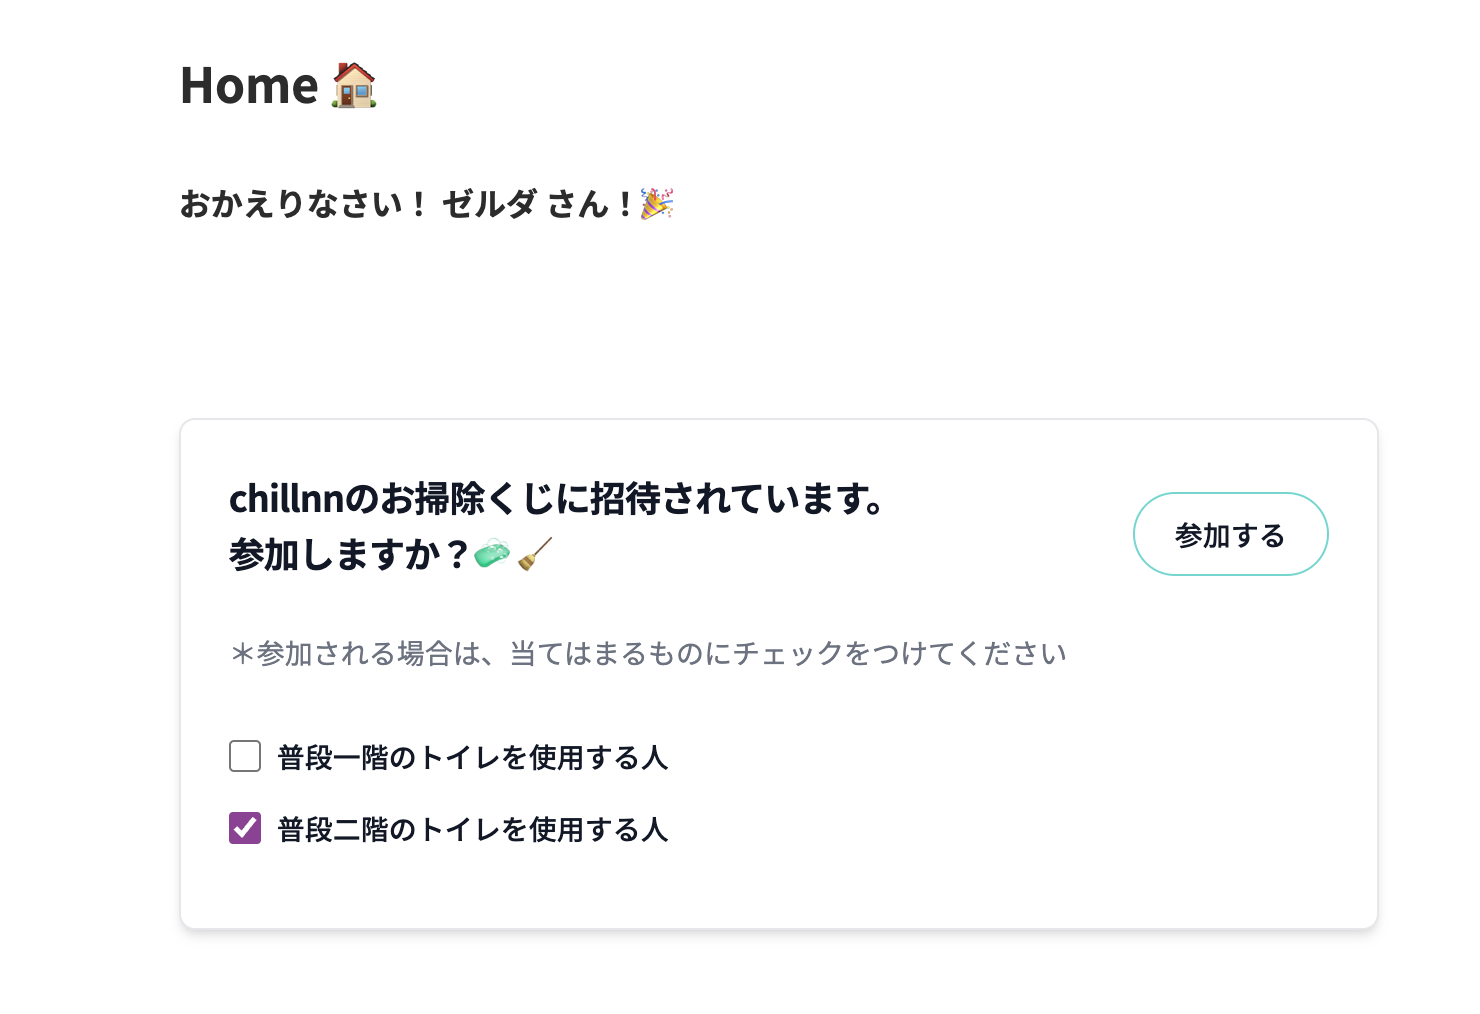 Home 🏠
おかえりなさい！ ゼルダ さん！🎉
chillnnのお掃除くじに招待されています。
参加しますか？🧼🧹
参加する
＊参加される場合は、当てはまるものにチェックをつけてください
普段一階のトイレを使用する人
普段二階のトイレを使用する人